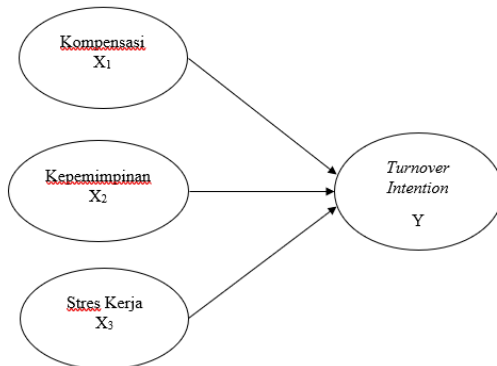 Kompensasi
X₁
Kepemimpinan
X₂
Stres Kerja
X₃
Turnover
Intention
Y